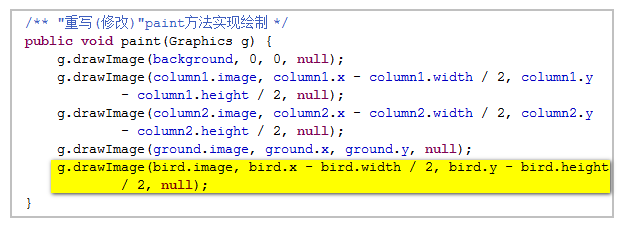 /** "重写(修改)"paint方法实现绘制 */
public void paint(Graphics g) {
g.drawImage(background, 0, 0, null);
g.drawImage(column1.image, column1.x - column1.width / 2, column1.y
- column1.height / 2, null);
g.drawImage(column2.image, column2.x - column2.width / 2, column2.y
- column2.height / 2, null);
g.drawImage(ground.image, ground.x, ground.y, null);
g.drawImage(bird.image, bird.x - bird.width / 2, bird.y - bird.height
/ 2, null);
}